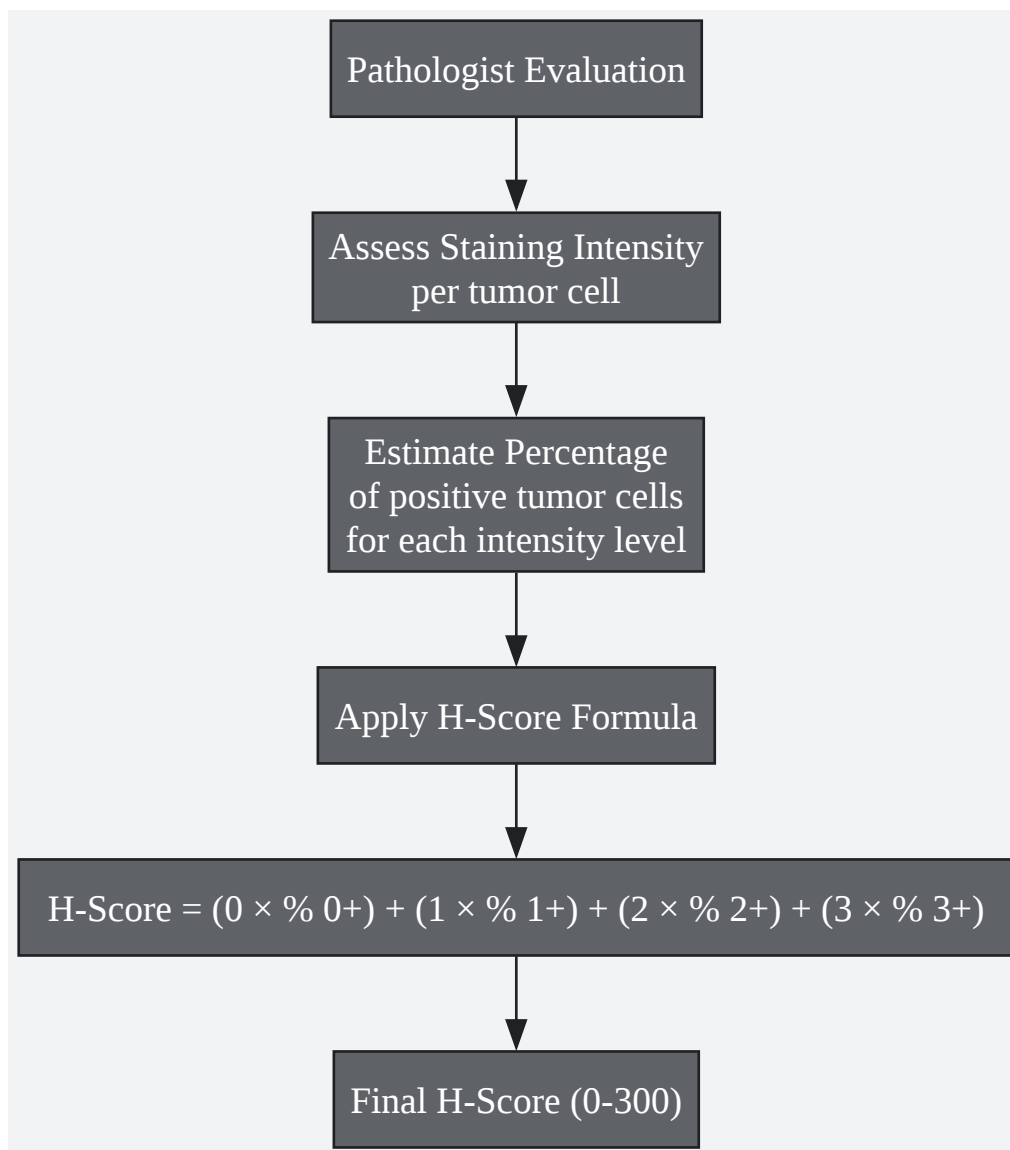 Pathologist Evaluation
Assess Staining Intensity
per tumor cell
Estimate Percentage
of positive tumor cells
for each intensity level
Apply H-Score Formula
H-Score = (0 × % 0+) + (1 × % 1+) + (2 × % 2+) + (3 × % 3+)
Final H-Score (0-300)